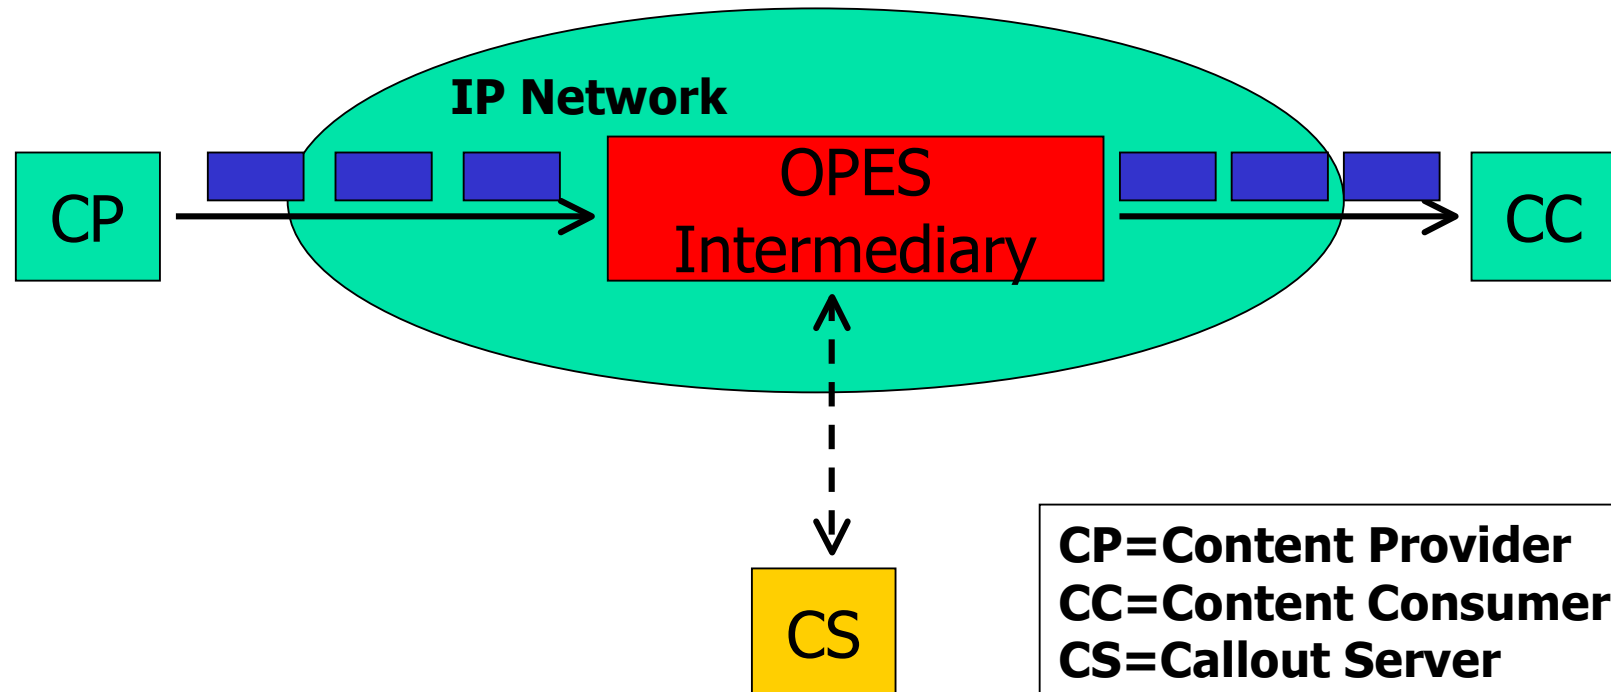 IP Network
CP
OPES
Intermediary
CC
CS
CP=Content Provider
CC=Content Consumer
CS=Callout Server